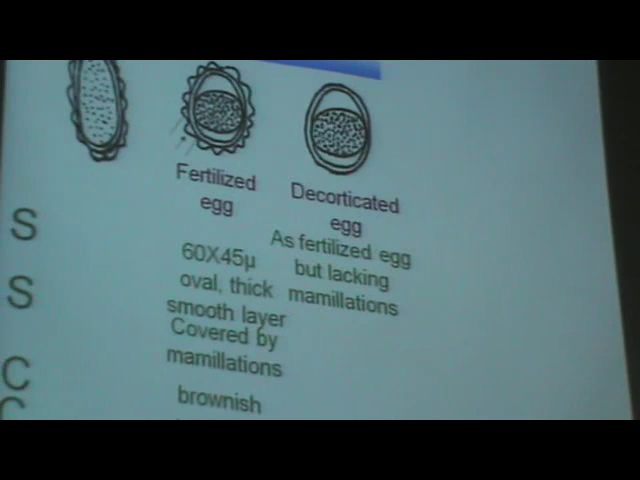 Fertilized
egg
Decorticated
egg
S
60X45µ
As fertilized egg
but lacking
mamillations
S
oval, thick
smooth layer
Covered by
mamillations
C
brownish
C